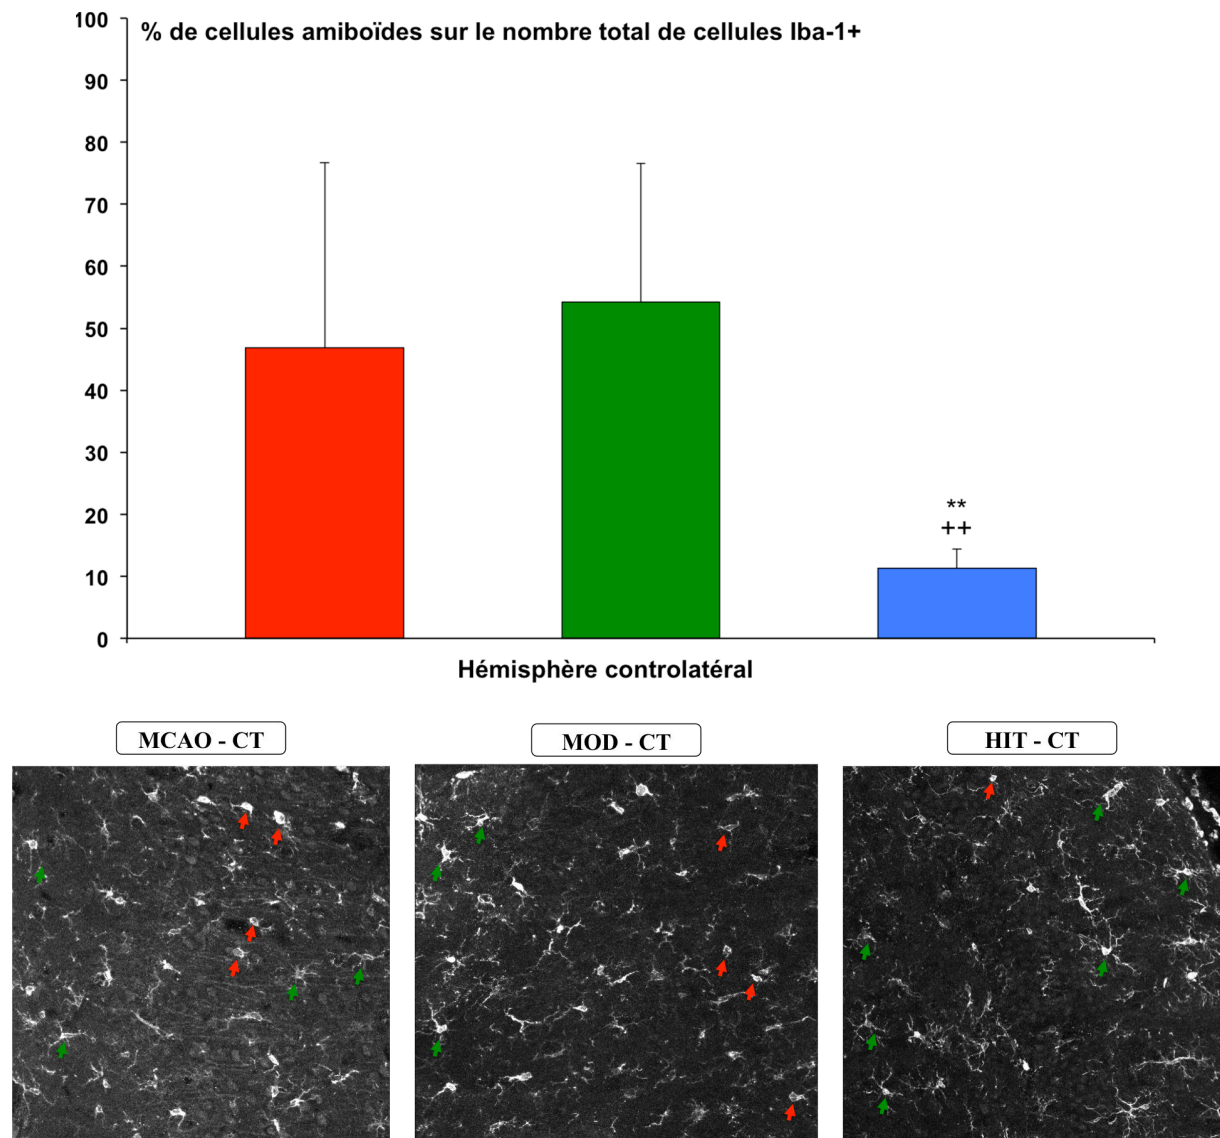 100
% de cellules amiboïdes sur le nombre total de cellules Iba-1+
90
80
70
60
50
40
30
20
**
++
10
0
Hémisphère controlatéral
MCAO - CT
MOD - CT
HIT - CT